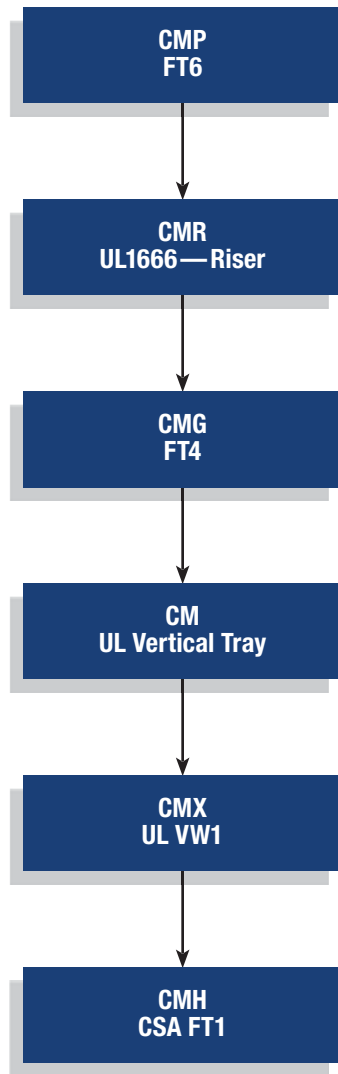 CMP
FT6
CMR
UL1666—Riser
CMG
FT4
CM
UL Vertical Tray
CMX
UL VW1
CMH
CSA FT1